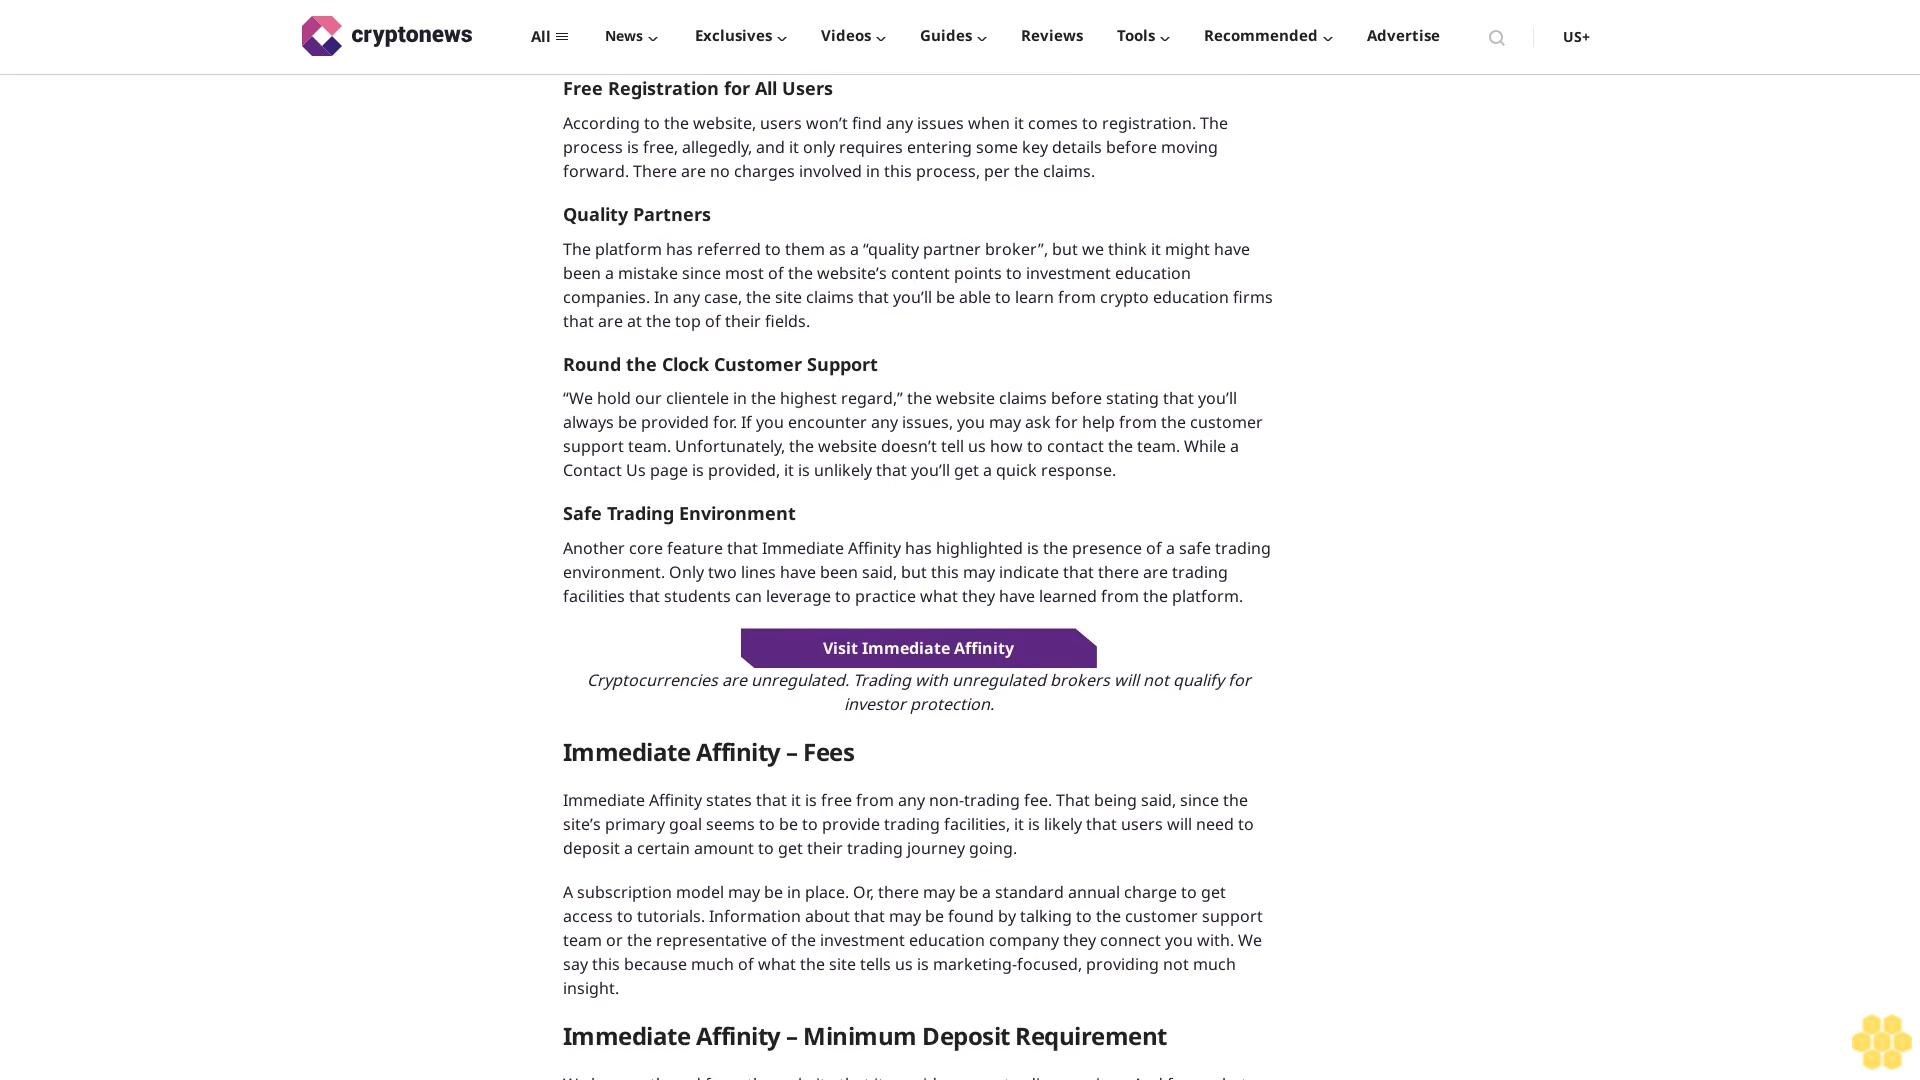 cryptonews
All
News
Exclusives
Videos
Guides
Reviews
Tools
Recommended
Advertise
US+
Free Registration for All Users
According to the website, users won’t find any issues when it comes to registration. The
process is free, allegedly, and it only requires entering some key details before moving
forward. There are no charges involved in this process, per the claims.
Quality Partners
The platform has referred to them as a “quality partner broker”, but we think it might have
been a mistake since most of the website’s content points to investment education
companies. In any case, the site claims that you’ll be able to learn from crypto education firms
that are at the top of their fields.
Round the Clock Customer Support
“We hold our clientele in the highest regard,” the website claims before stating that you’ll
always be provided for. If you encounter any issues, you may ask for help from the customer
support team. Unfortunately, the website doesn’t tell us how to contact the team. While a
Contact Us page is provided, it is unlikely that you’ll get a quick response.
Safe Trading Environment
Another core feature that Immediate Affinity has highlighted is the presence of a safe trading
environment. Only two lines have been said, but this may indicate that there are trading
facilities that students can leverage to practice what they have learned from the platform.
Visit Immediate Affinity
Cryptocurrencies are unregulated. Trading with unregulated brokers will not qualify for
investor protection.
Immediate Affinity – Fees
Immediate Affinity states that it is free from any non-trading fee. That being said, since the
site’s primary goal seems to be to provide trading facilities, it is likely that users will need to
deposit a certain amount to get their trading journey going.
A subscription model may be in place. Or, there may be a standard annual charge to get
access to tutorials. Information about that may be found by talking to the customer support
team or the representative of the investment education company they connect you with. We
say this because much of what the site tells us is marketing-focused, providing not much
insight.
Immediate Affinity – Minimum Deposit Requirement